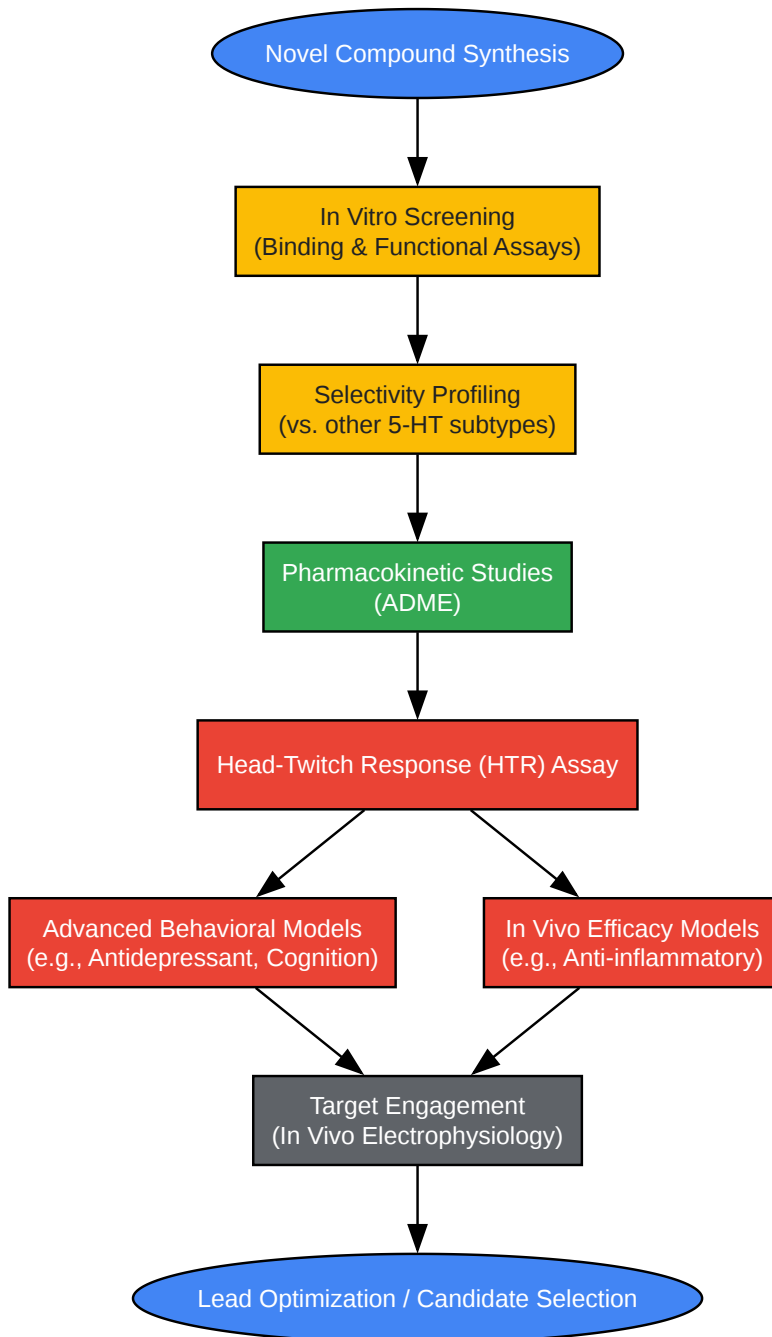 Novel Compound Synthesis
In Vitro Screening
(Binding & Functional Assays)
Selectivity Profiling
(vs. other 5-HT subtypes)
Pharmacokinetic Studies
(ADME)
Head-Twitch Response (HTR) Assay
Advanced Behavioral Models
(e.g., Antidepressant, Cognition)
In Vivo Efficacy Models
(e.g., Anti-inflammatory)
Target Engagement
(In Vivo Electrophysiology)
Lead Optimization / Candidate Selection